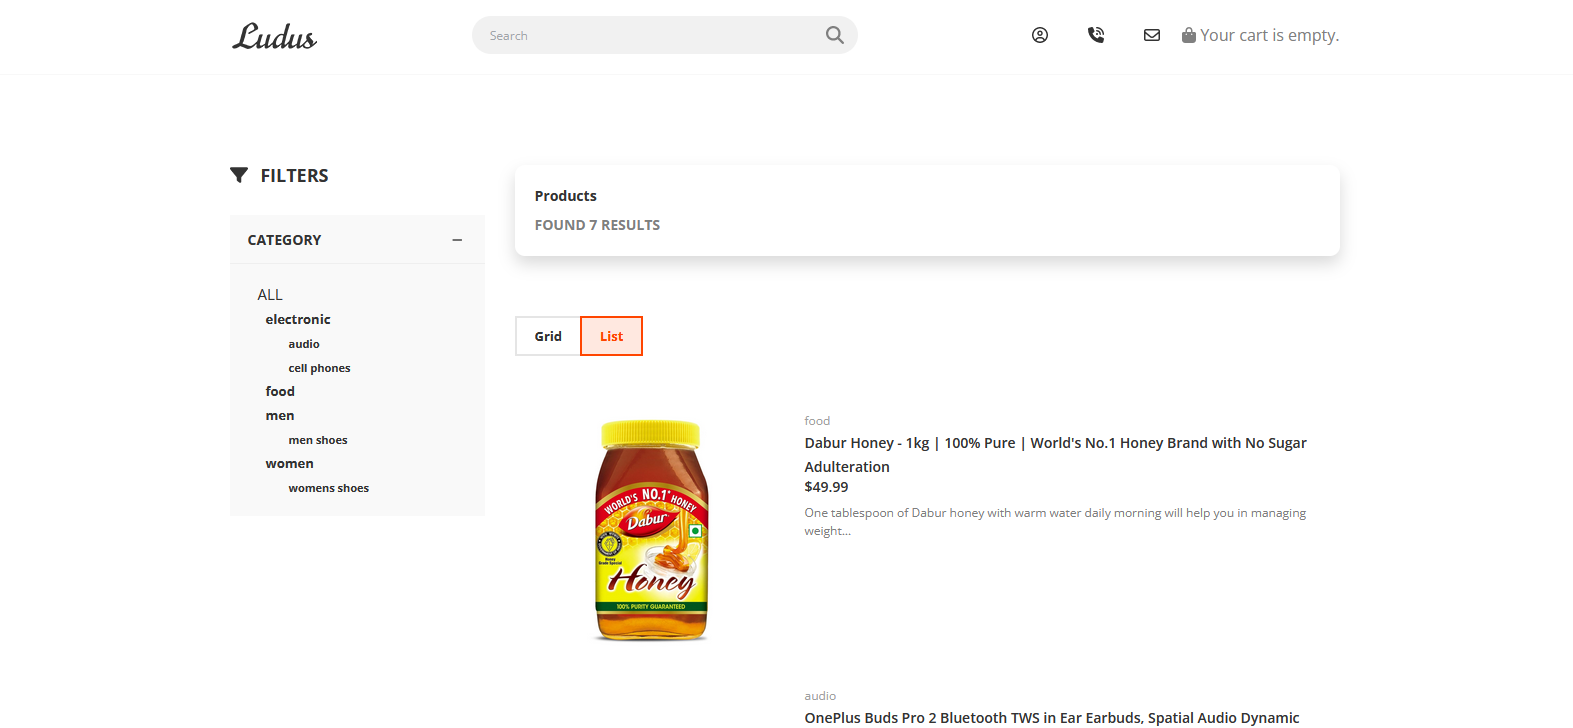 Ludus
Search
Your cart is empty.
FILTERS
CATEGORY
ALL
electronic
audio
cell phones
food
men
men shoes
women
womens shoes
Products
FOUND 7 RESULTS
Grid
List
WORLD'S NO.1* HONEY
Dabur
Honey
100% PURITY GUARANTEED
food
Dabur Honey - 1kg | 100% Pure | World's No.1 Honey Brand with No Sugar
Adulteration
$49.99
One tablespoon of Dabur honey with warm water daily morning will help you in managing
weight...
audio
OnePlus Buds Pro 2 Bluetooth TWS in Ear Earbuds, Spatial Audio Dynamic